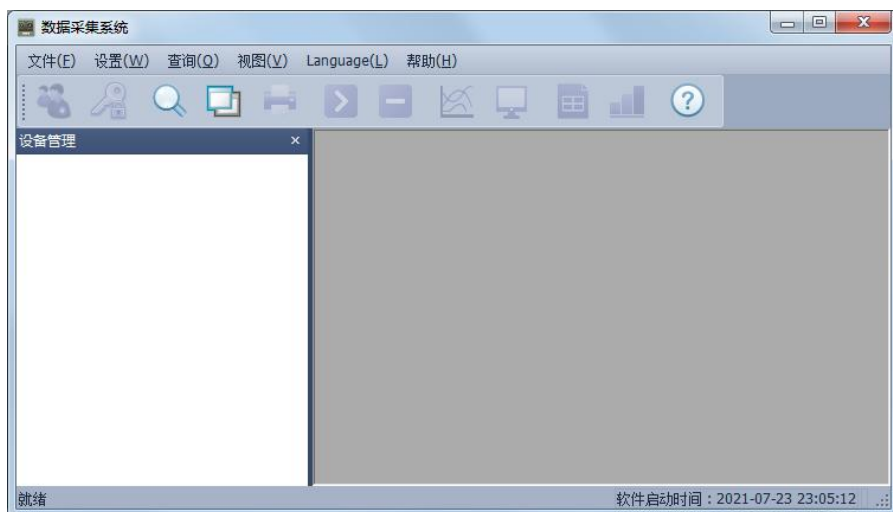 数据采集系统
文件(F) 设置(W) 查询(Q) 视图(V) Language(L) 帮助(H)
设备管理
就绪 软件启动时间：2021-07-23 23:05:12